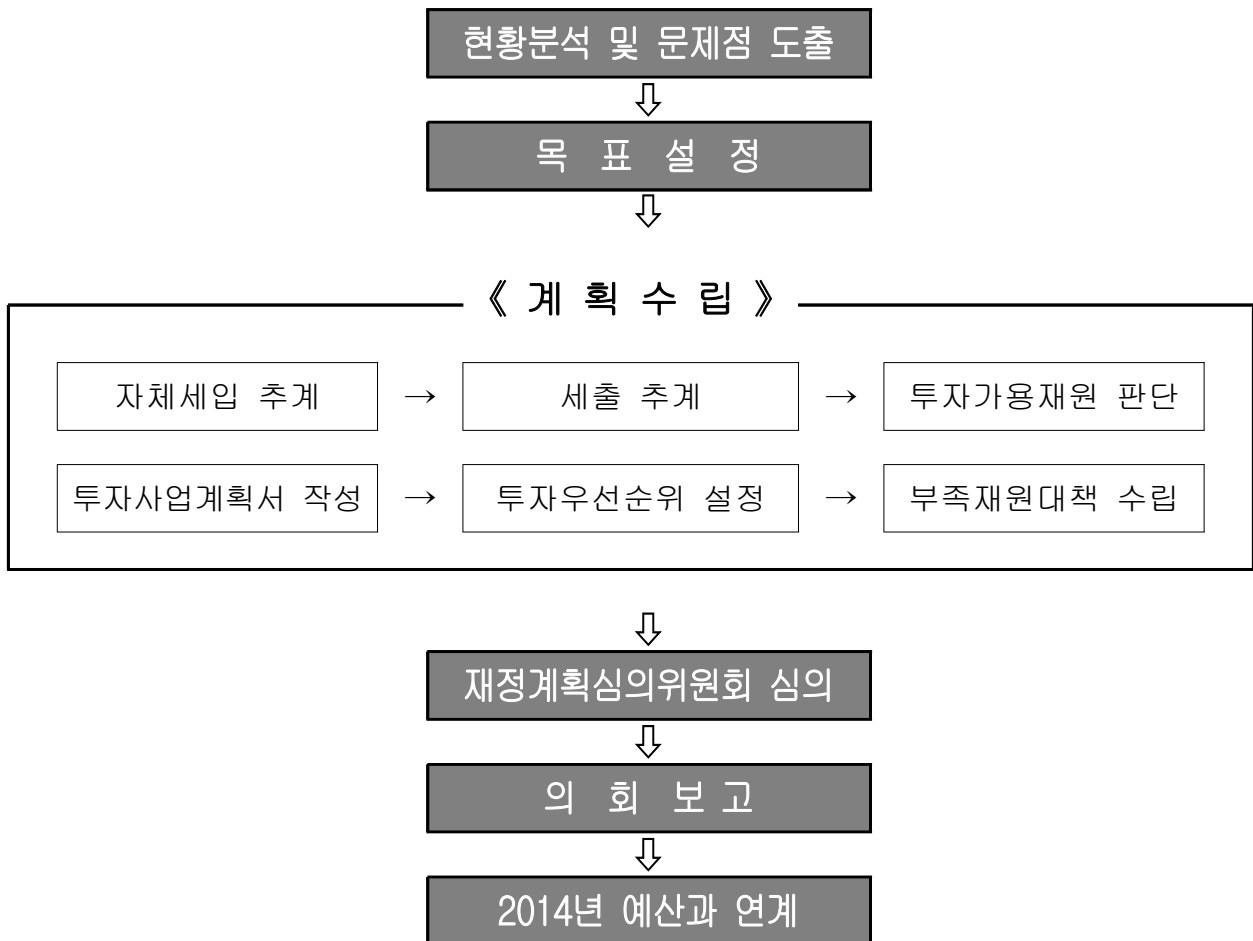 현황분석 및 문제점 도출
⇩
목 표 설 정
⇩
《 계 획 수 립 》
자체세입 추계 → 세출 추계 → 투자가용재원 판단
투자사업계획서 작성 → 투자우선순위 설정 → 부족재원대책 수립
⇩
재정계획심의위원회 심의
⇩
의 회 보 고
⇩
2014년 예산과 연계